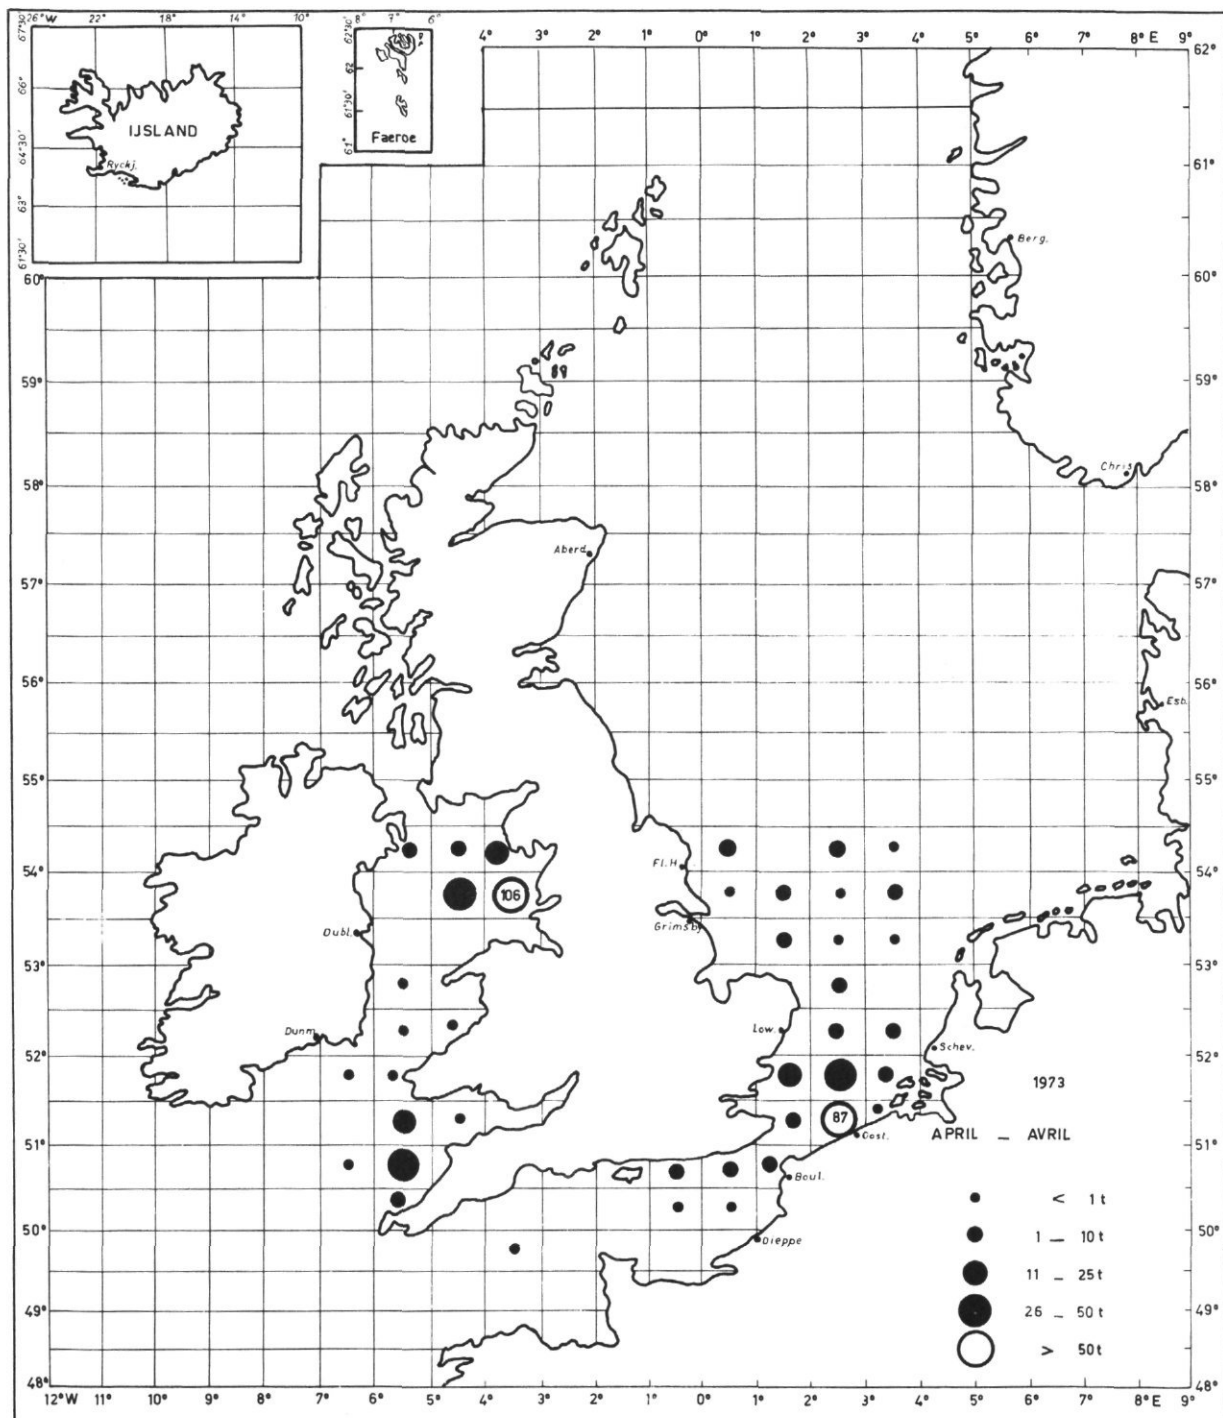 26°W 22° 18° 14° 10°
67°30'
66°
64°30'
63°
61°30'
IJSLAND
Ryckj.
8° 7° 6°
62°30'
62
61°30'
61°
Faeroe
4° 3° 2° 1° 0° 1° 2° 3° 4° 5° 6° 7° 8° E 9°
62°
61°
Berg.
60° 60°
59° 59°
Chris
58° 58°
Aberd.
57° 57°
56° 56°
Esb.
55° 55°
54° 54°
Fl.H
106
Grimsby
Dubl.
53° 53°
Dunm.
Low.
Schev.
52° 52°
1973
87
Oost.
APRIL _ AVRIL
51° 51°
Boul.
< 1 t
50° 50°
Dieppe
1 — 10 t
11 _ 25 t
49° 49°
26 _ 50 t
> 50 t
48° 48°
12°W 10° 9° 8° 7° 6° 5° 4° 3° 2° 1° 0° 1° 2° 3° 4° 5° 6° 7° 8° E 9°